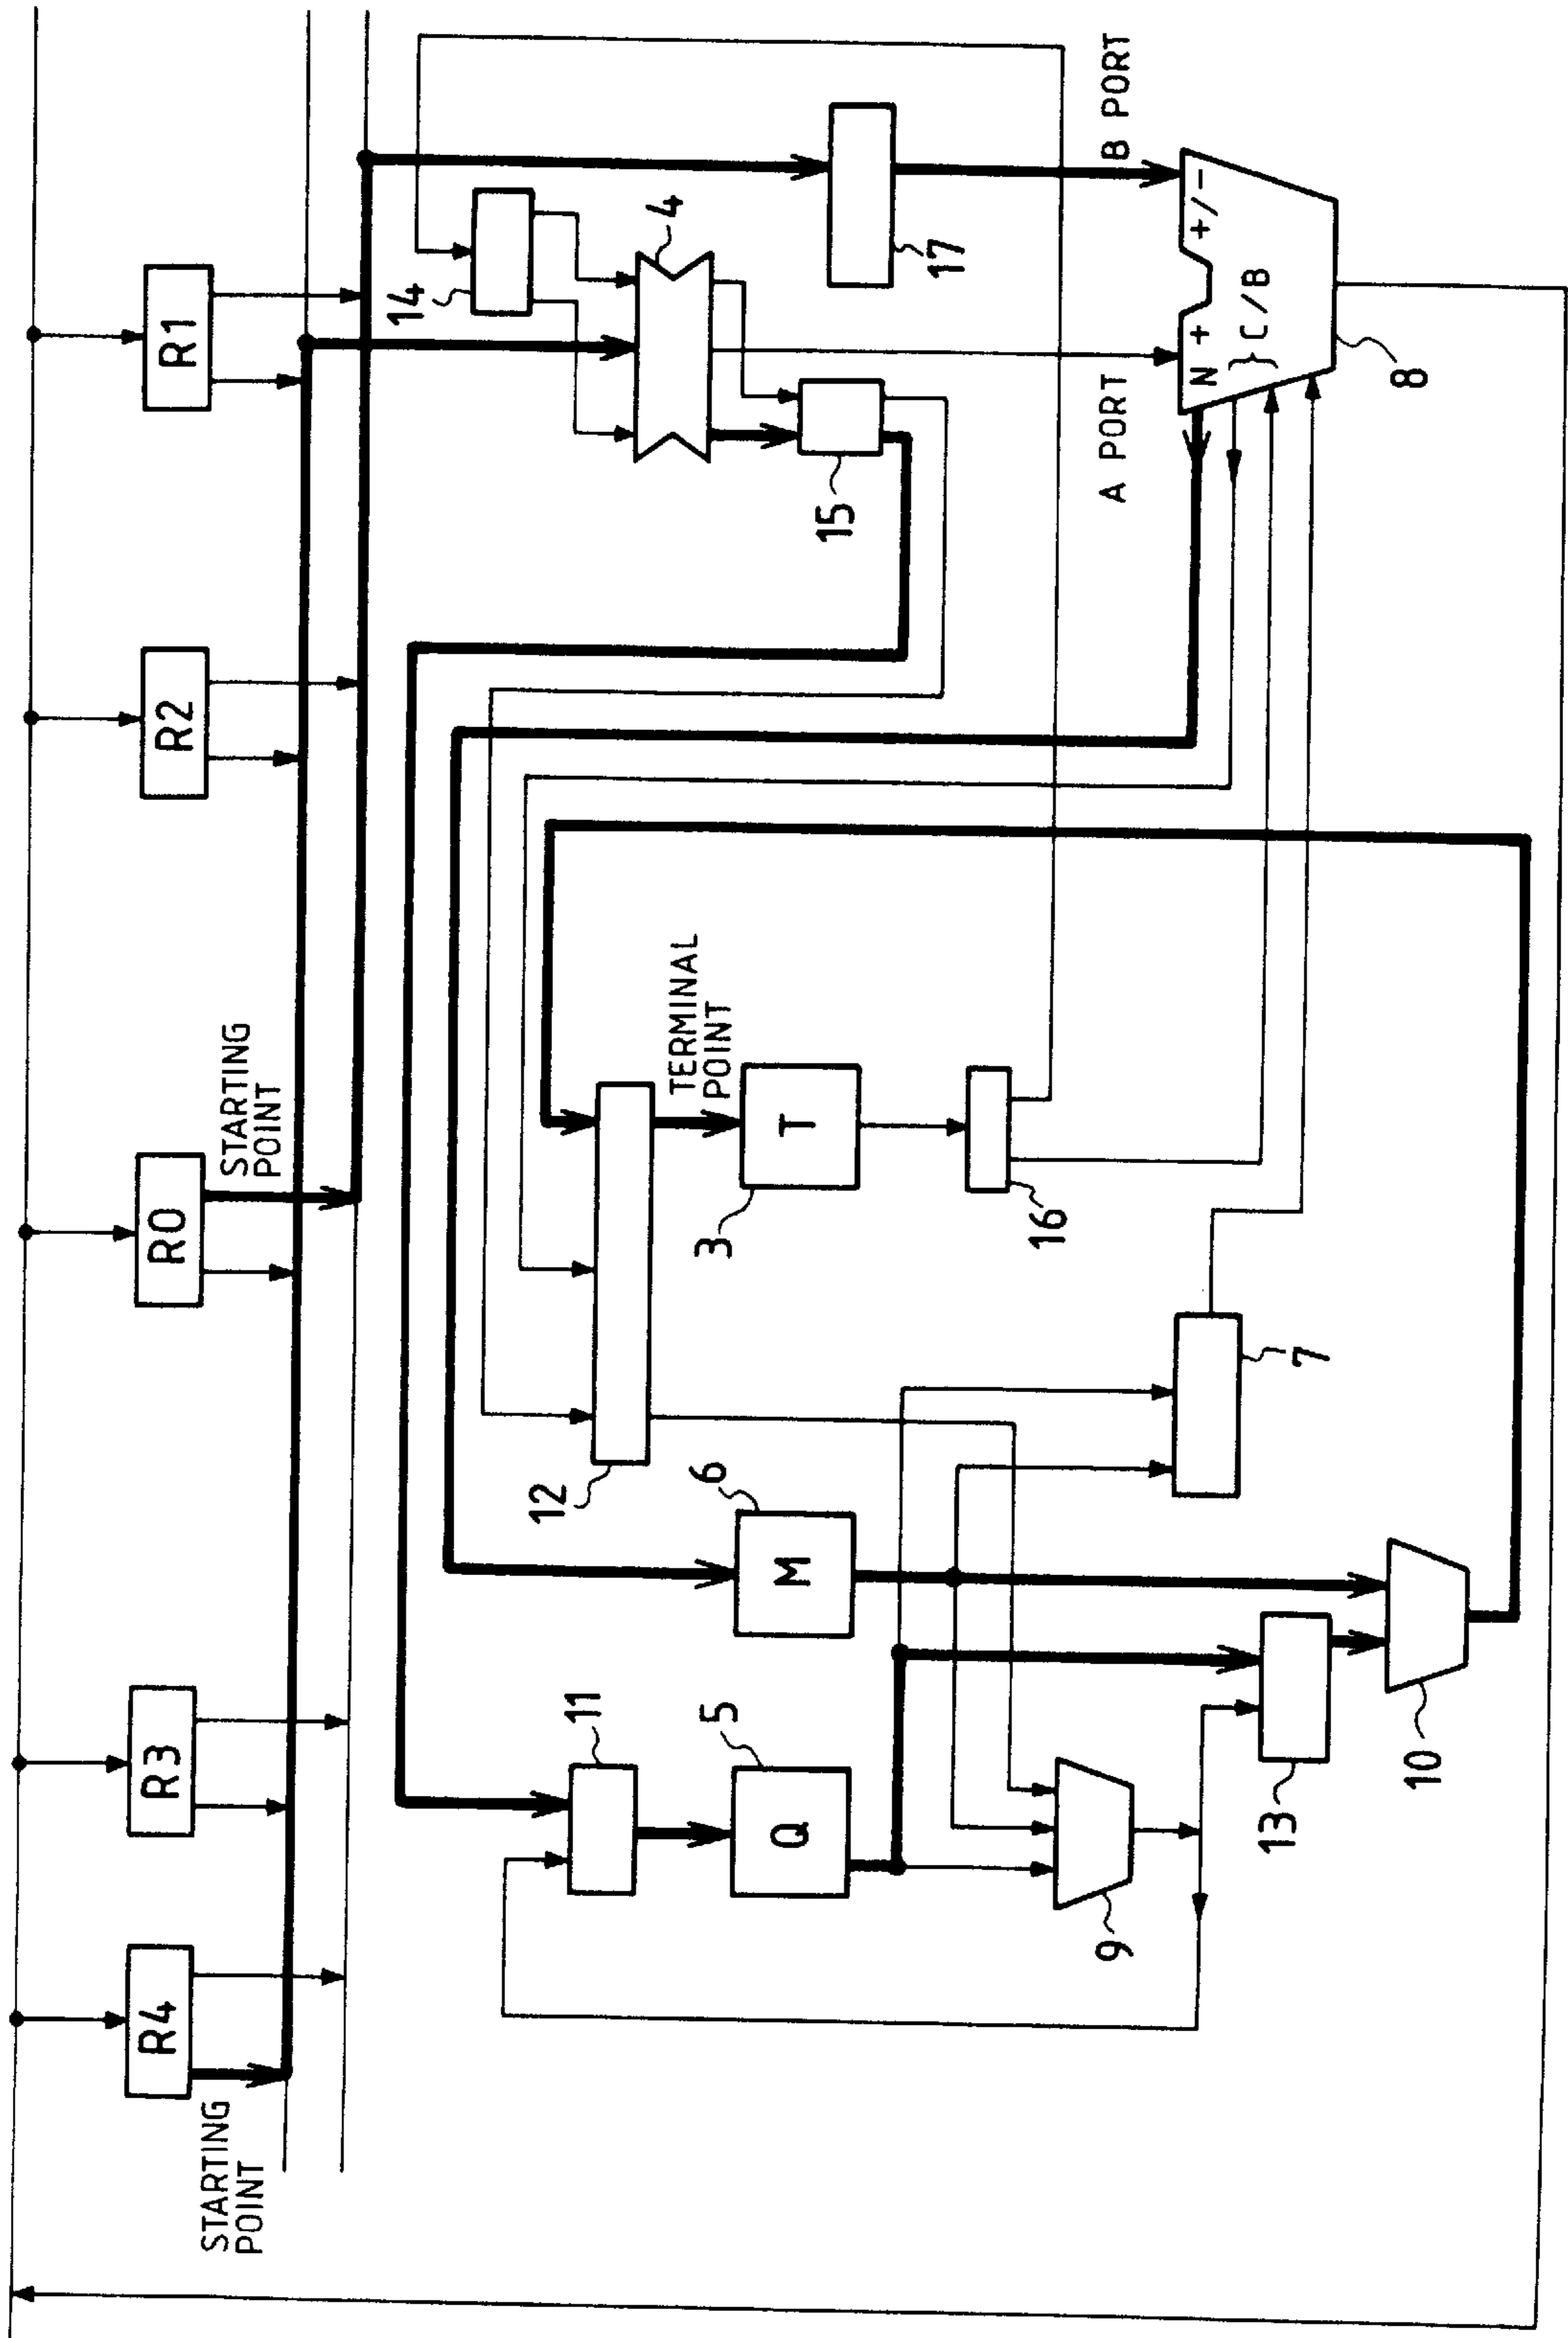 R4
R3
R0
R2
R1
STARTING
POINT
STARTING
POINT
14
4
17
15
A PORT
B PORT
N + +/-
} C/B
8
TERMINAL
POINT
12
T
3
16
6
M
7
11
5
Q
9
13
10